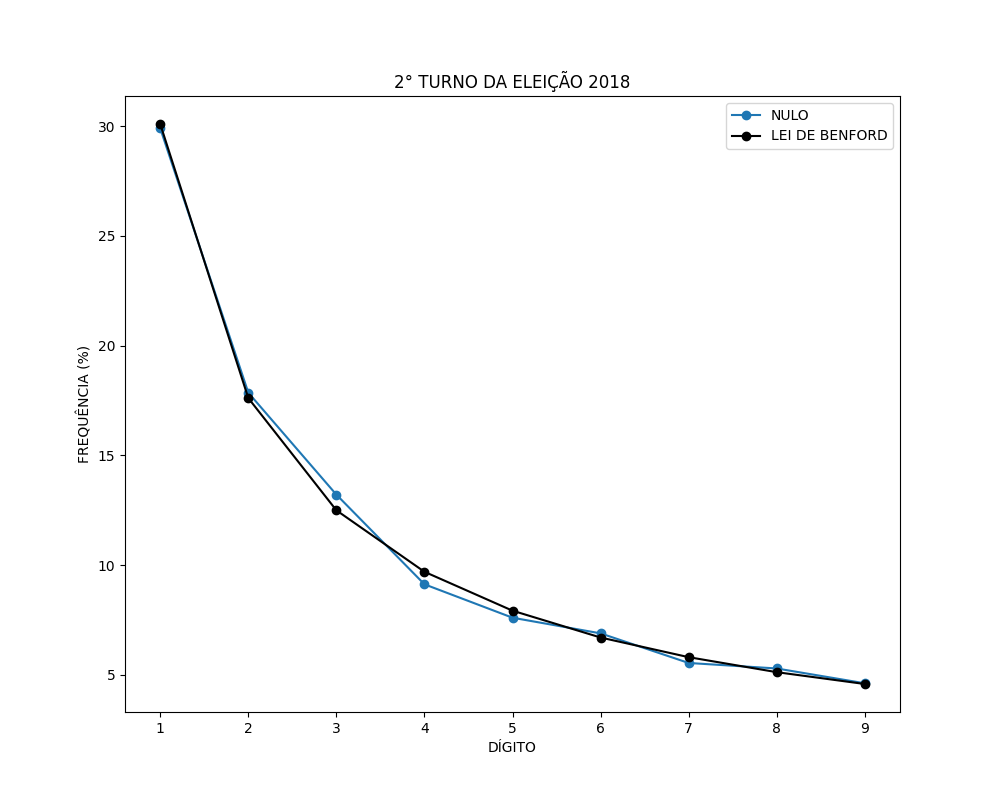 2° TURNO DA ELEIÇÃO 2018
NULO
LEI DE BENFORD
30
25
20
15
10
5
FREQUÊNCIA (%)
1 2 3 4 5 6 7 8 9
DÍGITO